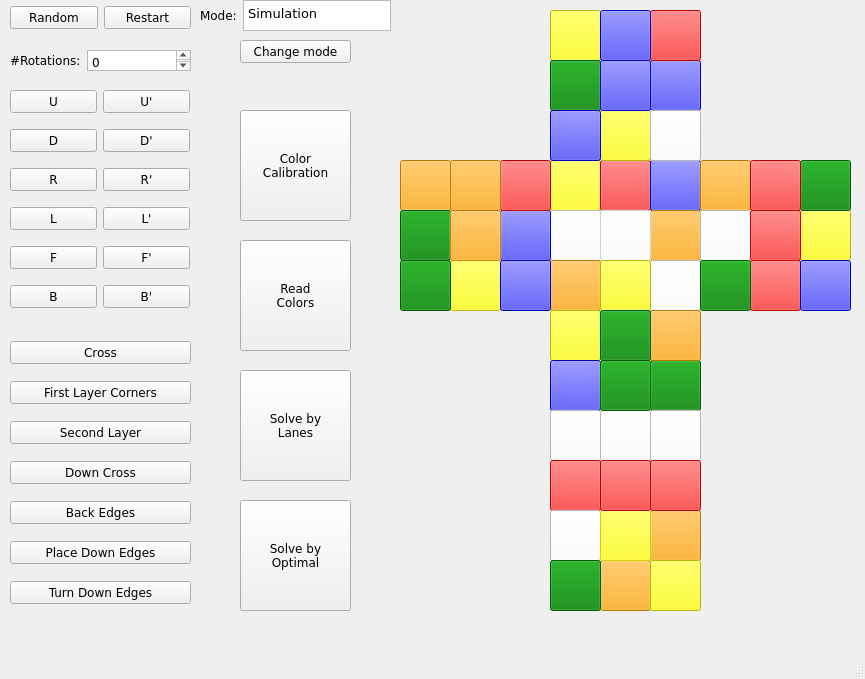 Random Restart Mode: Simulation
Change mode
#Rotations: 0
U U'
D D'
R R'
L L'
F F'
B B'
Cross
First Layer Corners
Second Layer
Down Cross
Back Edges
Place Down Edges
Turn Down Edges
Color
Calibration
Read
Colors
Solve by
Lanes
Solve by
Optimal